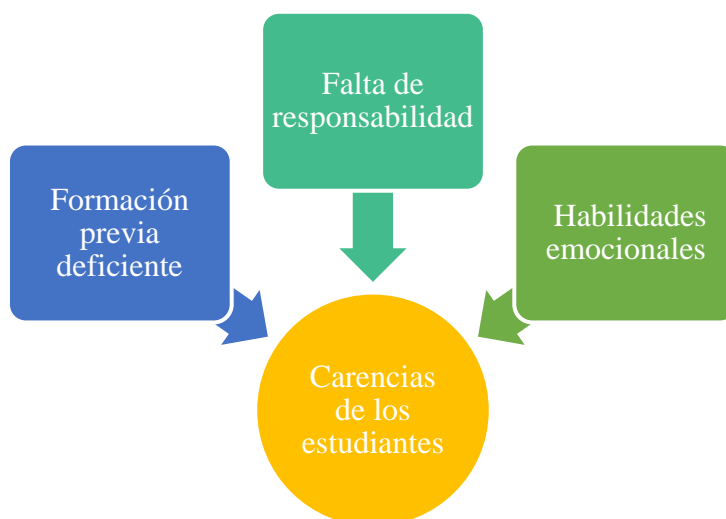 Falta de
responsabilidad
Formación
previa
deficiente
Habilidades
emocionales
Carencias
de los
estudiantes